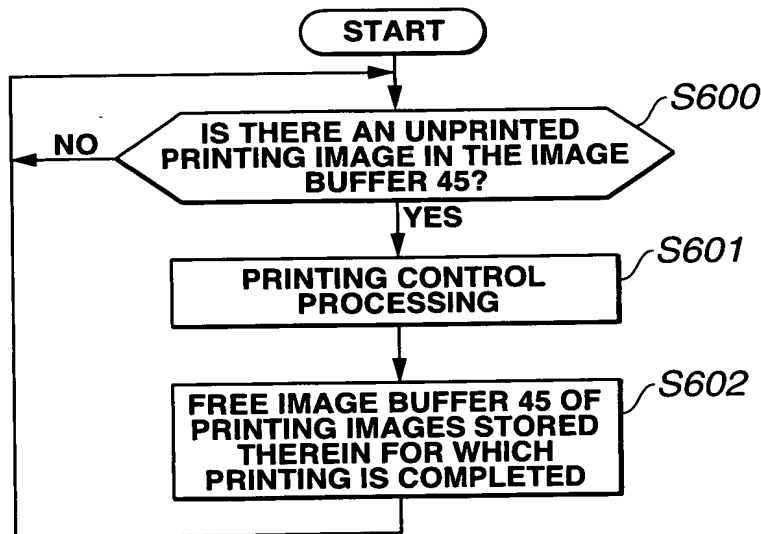 START
S600
IS THERE AN UNPRINTED
PRINTING IMAGE IN THE IMAGE
BUFFER 45?
NO
YES
S601
PRINTING CONTROL
PROCESSING
S602
FREE IMAGE BUFFER 45 OF
PRINTING IMAGES STORED
THEREIN FOR WHICH
PRINTING IS COMPLETED